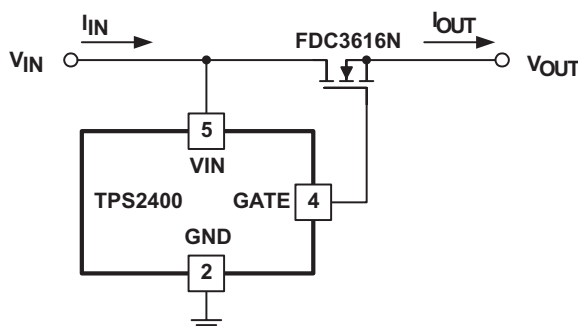 IIN
IOUT
FDC3616N
VIN
VOUT
5
VIN
TPS2400
GATE
4
GND
2